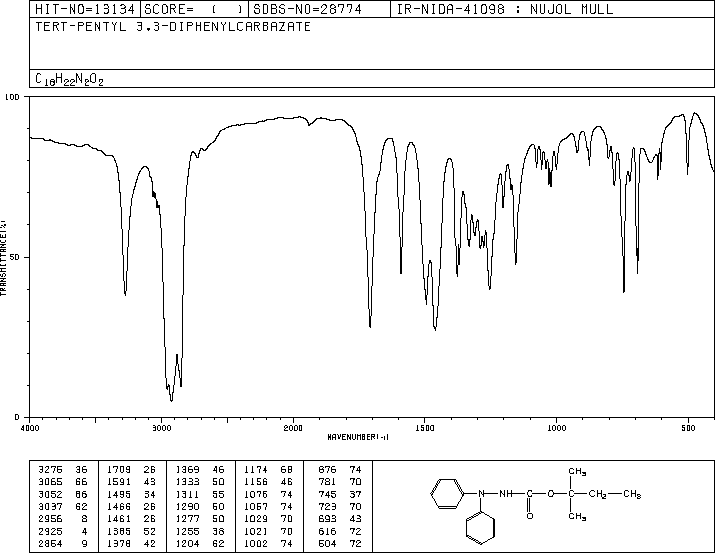 HIT-NO=13134 SCORE= ( ) SDBS-NO=28774 IR-NIDA-41098 : NUJOL MULL
TERT-PENTYL 3.3-DIPHENYLCARBAZATE
C18H22N2O2
100
50
0
TRANSMITTANCE(%)
4000 3000 2000 1500 1000 500
WAVENUMBER(-1)
3275 36 1709 26 1369 46 1174 68 876 74
3065 66 1591 43 1333 50 1156 46 781 70
3052 66 1495 34 1311 55 1076 74 745 37
3037 62 1466 26 1290 60 1057 74 729 70
2956 8 1461 26 1277 50 1029 70 693 43
2925 4 1385 52 1255 38 1021 70 616 72
2854 9 1378 42 1204 62 1002 74 504 72
CH3
N NH C O C CH2 CH3
O CH3